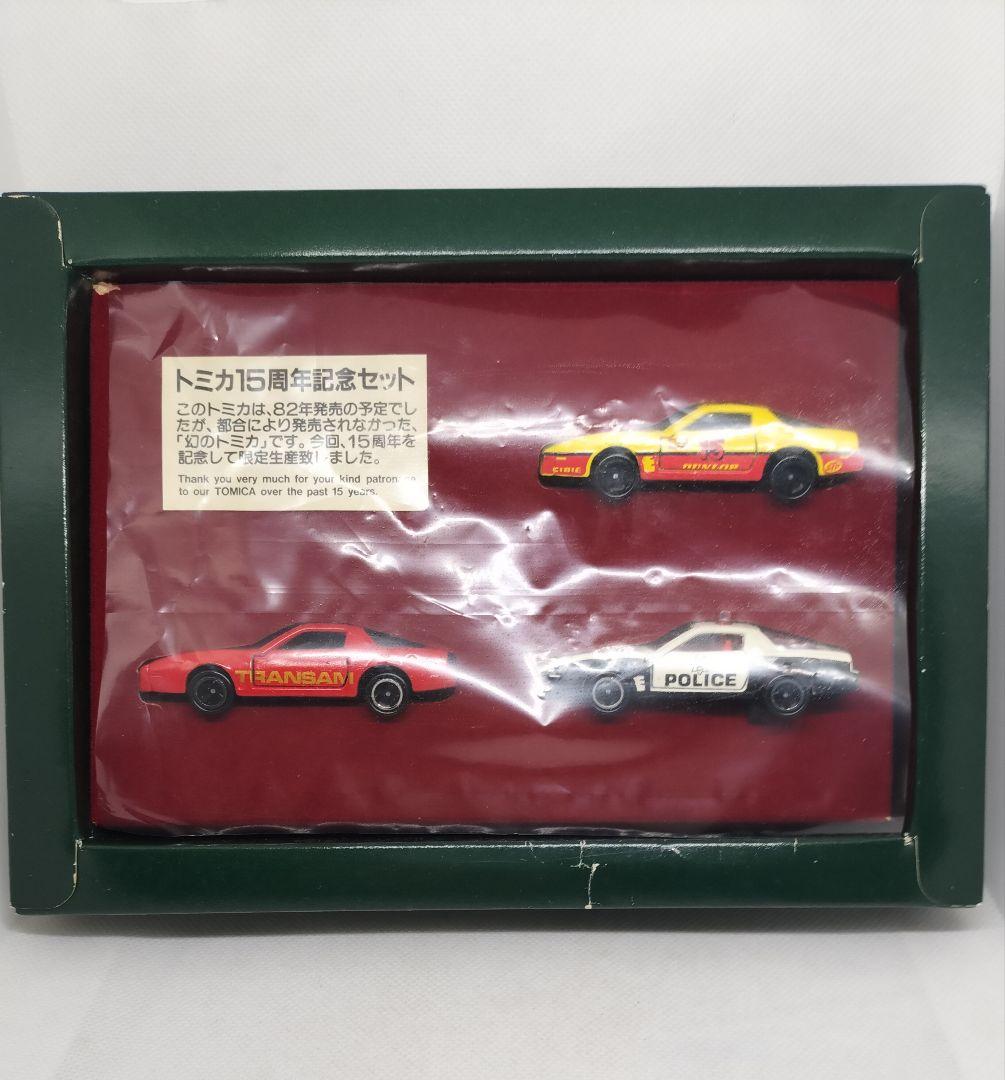 トミカ15周年記念セット
このトミカは、82年発売の予定でし
たが、都合により発売されなかった、
「幻のトミカ」です。今回、15周年を
記念して限定生産致しました。
Thank you very much for your kind
to our TOMICA over the past 15 years.
15
CIBIE
DUNLOP
TRANSAM
POLICE